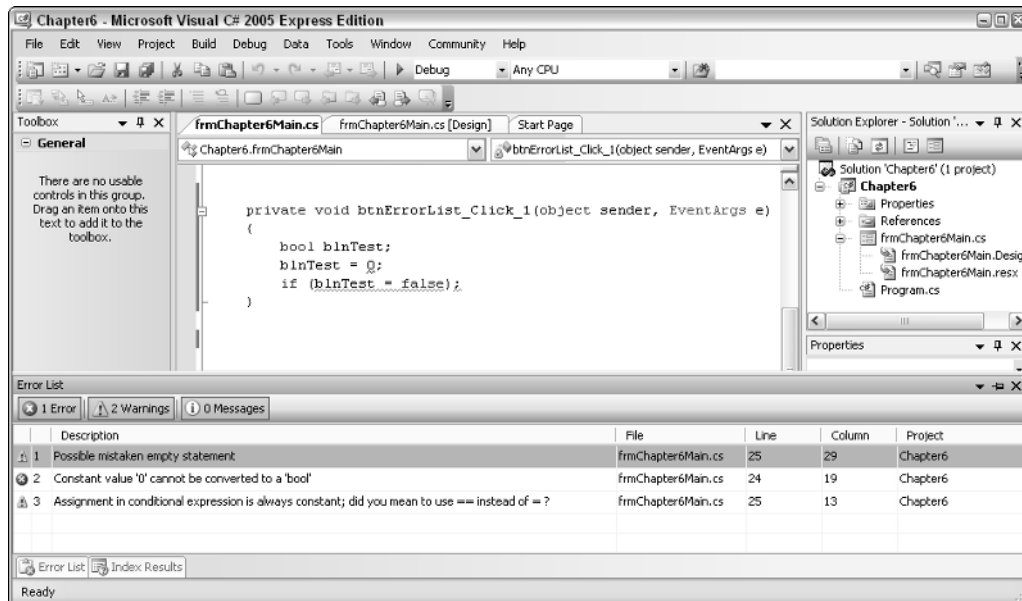 Chapter6 - Microsoft Visual C# 2005 Express Edition
File Edit View Project Build Debug Data Tools Window Community Help
Debug Any CPU
Toolbox
General
There are no usable
controls in this group.
Drag an item onto this
text to add it to the
toolbox.
frmChapter6Main.cs frmChapter6Main.cs [Design] Start Page
Chapter6.frmChapter6Main btnErrorList_Click_1(object sender, EventArgs e)
private void btnErrorList_Click_1(object sender, EventArgs e)
{
bool blnTest;
blnTest = 0;
if (blnTest = false);
}
Solution Explorer - Solution '...
Solution 'Chapter6' (1 project)
Chapter6
Properties
References
frmChapter6Main.cs
frmChapter6Main.Desig
frmChapter6Main.resx
Program.cs
Properties
Error List
1 Error 2 Warnings 0 Messages
Description File Line Column Project
1 Possible mistaken empty statement frmChapter6Main.cs 25 29 Chapter6
2 Constant value '0' cannot be converted to a 'bool' frmChapter6Main.cs 24 19 Chapter6
3 Assignment in conditional expression is always constant; did you mean to use == instead of = ? frmChapter6Main.cs 25 13 Chapter6
Error List Index Results
Ready